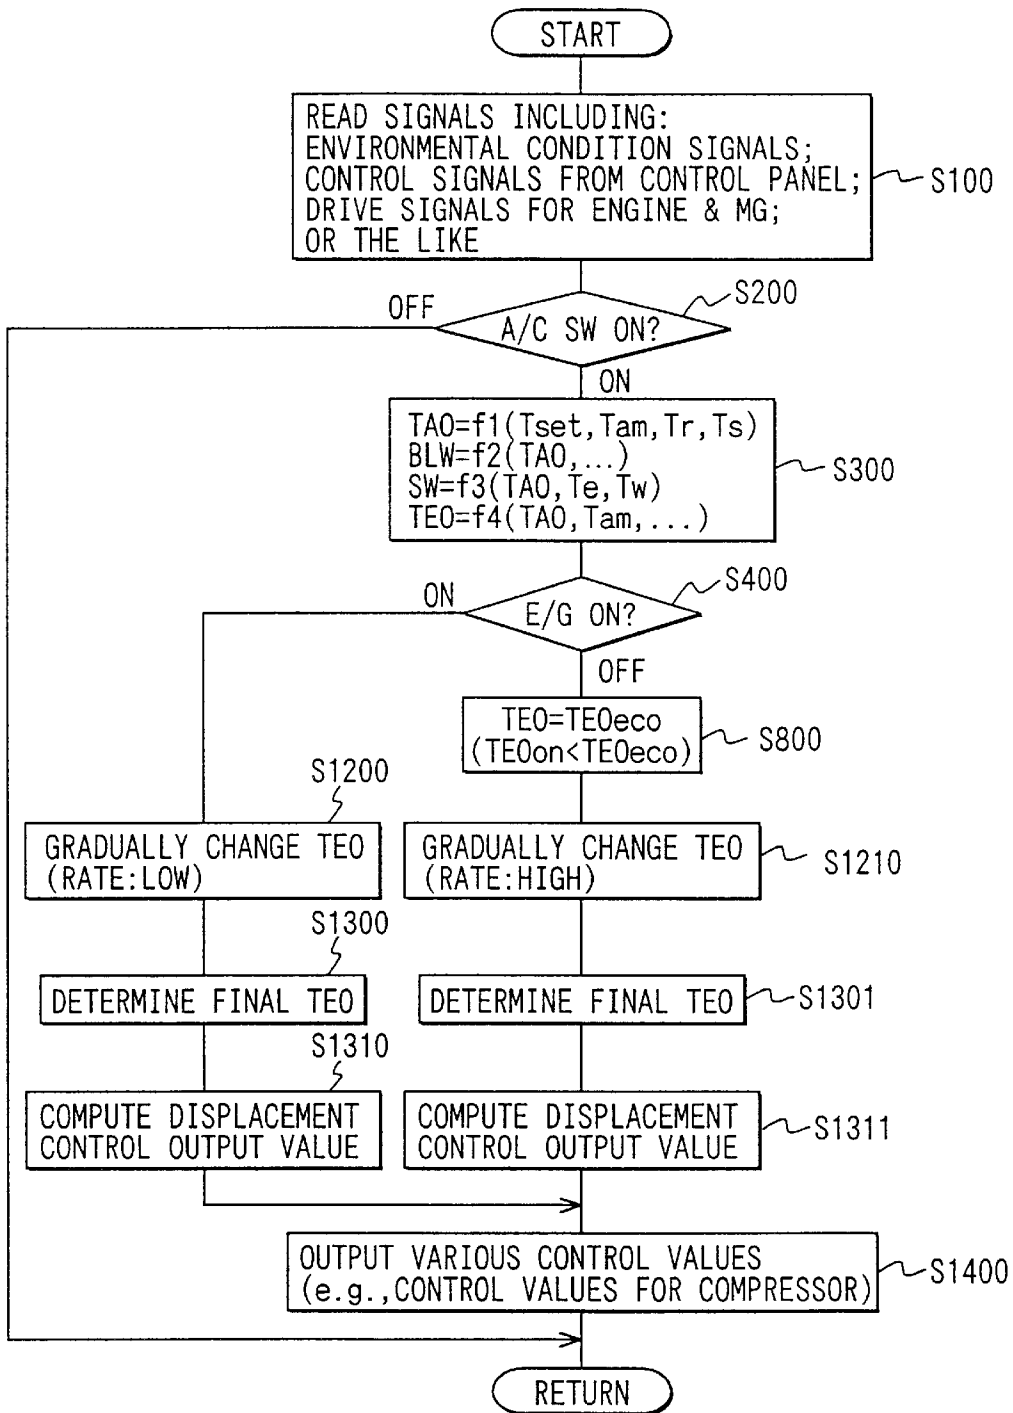 START
READ SIGNALS INCLUDING:
ENVIRONMENTAL CONDITION SIGNALS;
CONTROL SIGNALS FROM CONTROL PANEL;
DRIVE SIGNALS FOR ENGINE & MG;
OR THE LIKE
S100
OFF
A/C SW ON?
S200
ON
TAO=f1(Tset,Tam,Tr,Ts)
BLW=f2(TAO,...)
SW=f3(TAO,Te,Tw)
TEO=f4(TAO,Tam,...)
S300
ON
E/G ON?
S400
OFF
TEO=TEOeco
(TEOon<TEOeco)
S800
S1200
GRADUALLY CHANGE TEO
(RATE:LOW)
GRADUALLY CHANGE TEO
(RATE:HIGH)
S1210
S1300
DETERMINE FINAL TEO
DETERMINE FINAL TEO
S1301
S1310
COMPUTE DISPLACEMENT
CONTROL OUTPUT VALUE
COMPUTE DISPLACEMENT
CONTROL OUTPUT VALUE
S1311
OUTPUT VARIOUS CONTROL VALUES
(e.g.,CONTROL VALUES FOR COMPRESSOR)
S1400
RETURN